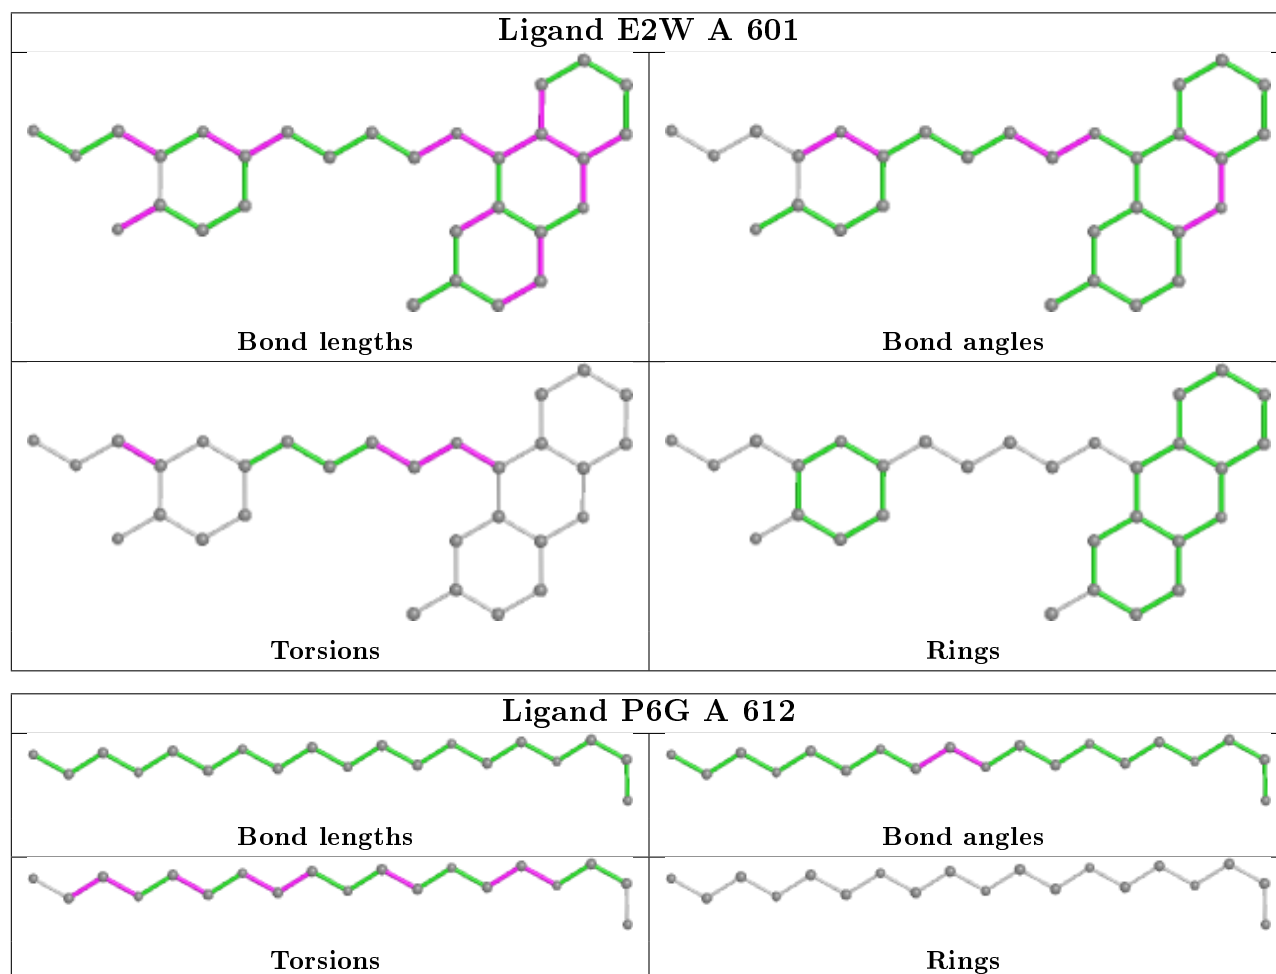 Ligand E2W A 601
Bond lengths
Bond angles
Torsions
Rings
Ligand P6G A 612
Bond lengths
Bond angles
Torsions
Rings